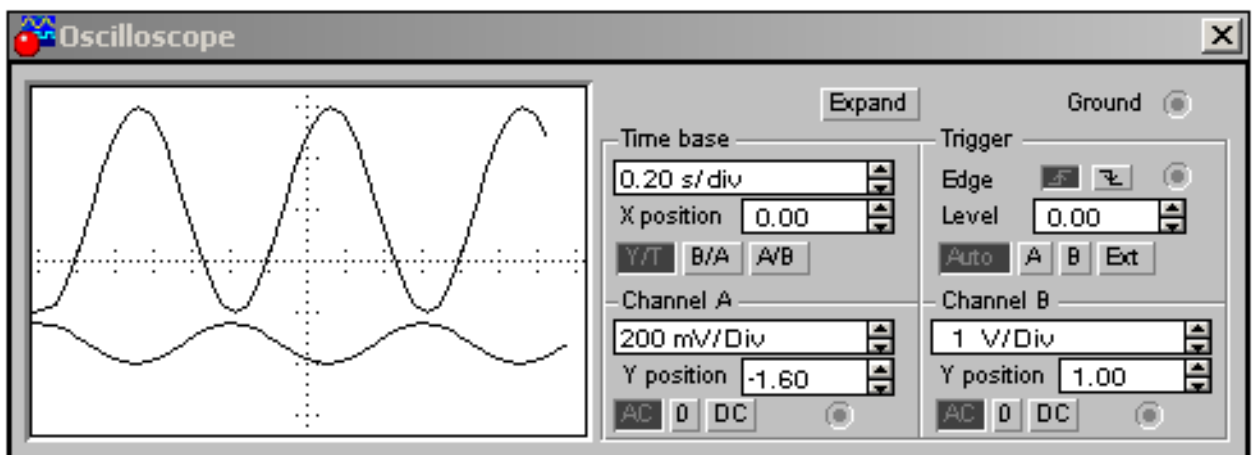 Oscilloscope
Expand
Ground
Time base
0.20 s/div
X position 0.00
Y/T B/A A/B
Trigger
Edge
Level 0.00
Auto A B Ext
Channel A
200 mV/Div
Y position -1.60
AC 0 DC
Channel B
1 V/Div
Y position 1.00
AC 0 DC